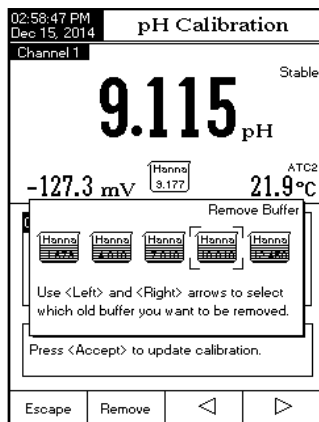 02:58:47 PM
Dec 15, 2014
pH Calibration
Channel 1
Stable
9.115 pH
Hanna
9.177
ATC2
-127.3 mV
21.9°C
Remove Buffer
Hanna Hanna Hanna Hanna Hanna
Use <Left> and <Right> arrows to select
which old buffer you want to be removed.
Press <Accept> to update calibration.
Escape Remove